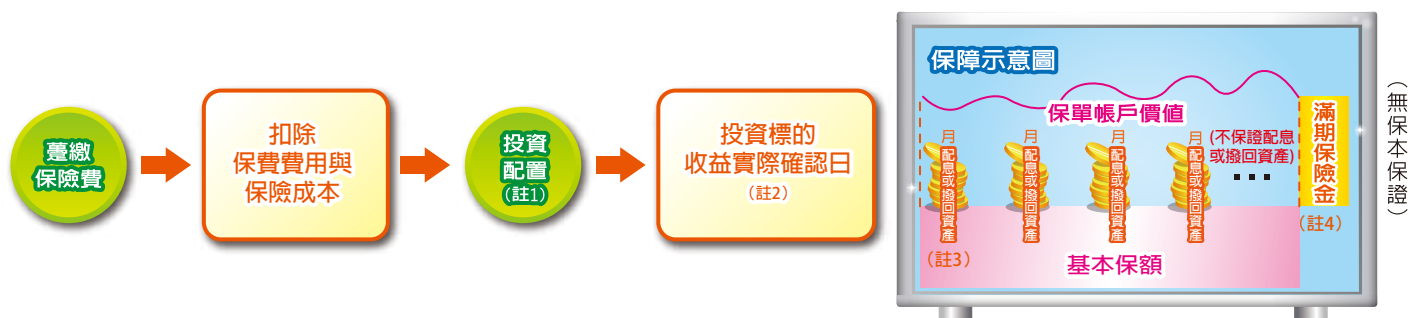 躉繳
保險費
扣除
保費費用與
保險成本
投資
配置
(註1)
投資標的
收益實際確認日
(註2)
保障示意圖
保單帳戶價值
月配息或撥回資產
月配息或撥回資產
月配息或撥回資產
月配息或撥回資產
(不保證配息
或撥回資產)
...
滿期保險金
(註4)
(註3)
基本保額
(無保本保證)